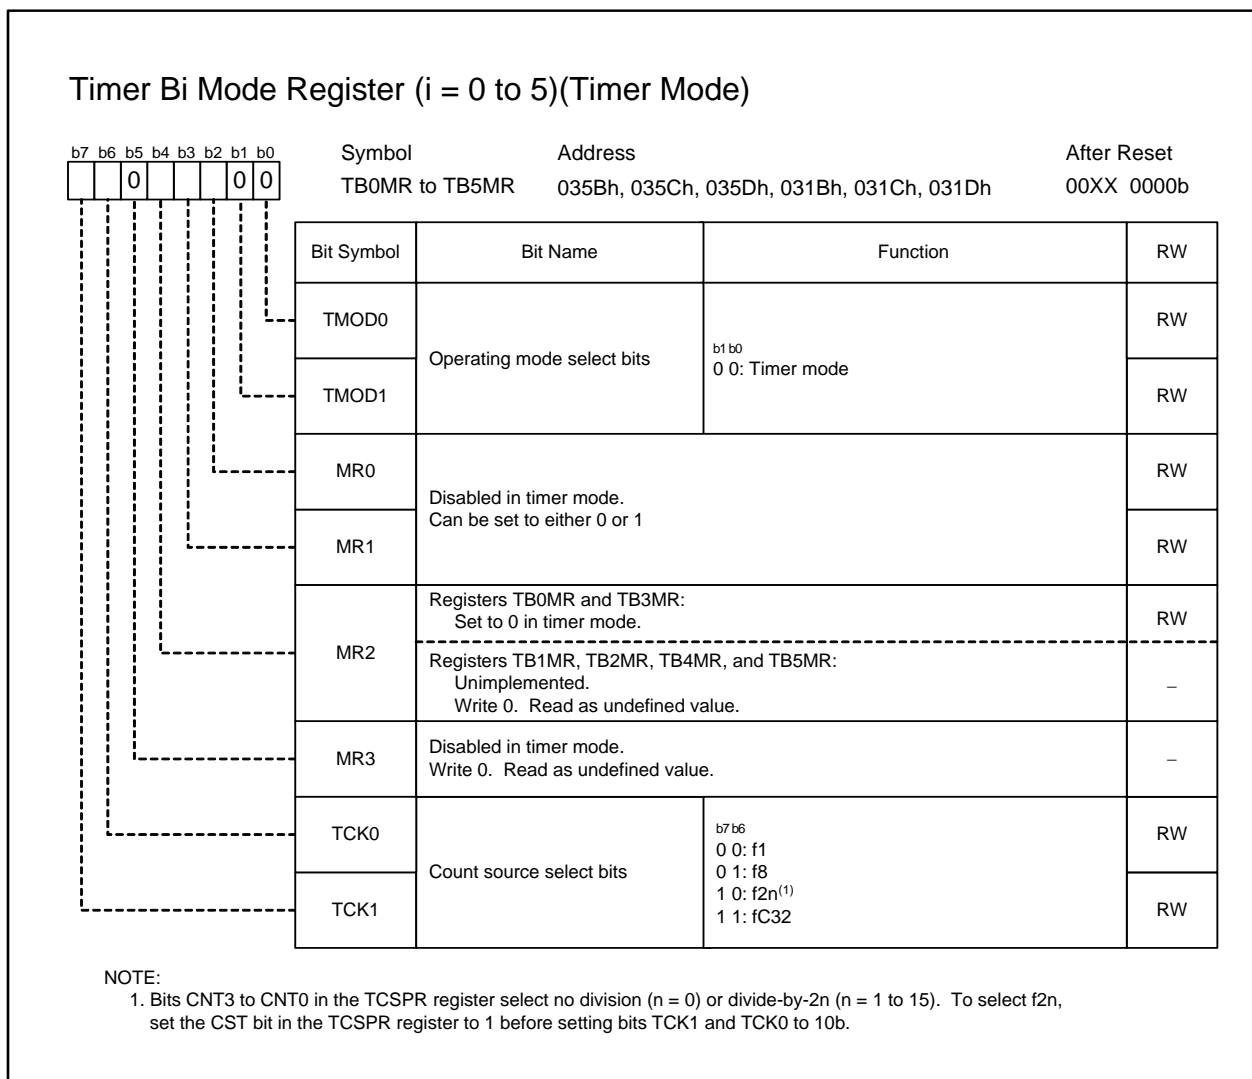 Timer Bi Mode Register (i = 0 to 5)(Timer Mode)
b7 b6 b5 b4 b3 b2 b1 b0
0 0 0
Symbol Address After Reset
TB0MR to TB5MR 035Bh, 035Ch, 035Dh, 031Bh, 031Ch, 031Dh 00XX 0000b
Bit Symbol Bit Name Function RW
TMOD0 RW
Operating mode select bits
b1 b0
0 0: Timer mode
TMOD1 RW
MR0 RW
Disabled in timer mode.
Can be set to either 0 or 1
MR1 RW
MR2
Registers TB0MR and TB3MR:
Set to 0 in timer mode.
RW
Registers TB1MR, TB2MR, TB4MR, and TB5MR:
Unimplemented.
Write 0. Read as undefined value.
–
MR3
Disabled in timer mode.
Write 0. Read as undefined value.
–
TCK0 RW
Count source select bits
b7 b6
0 0: f1
0 1: f8
1 0: f2n(1)
1 1: fC32
TCK1 RW
NOTE:
1. Bits CNT3 to CNT0 in the TCSPR register select no division (n = 0) or divide-by-2n (n = 1 to 15). To select f2n,
set the CST bit in the TCSPR register to 1 before setting bits TCK1 and TCK0 to 10b.